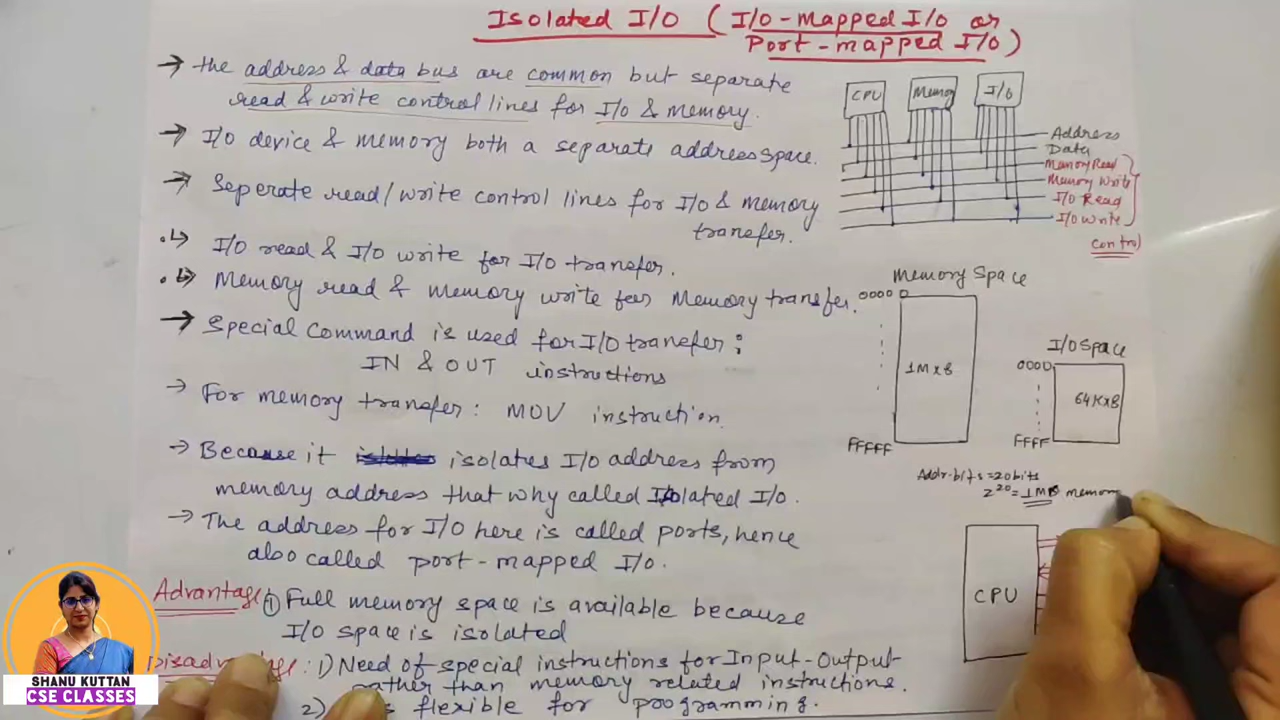 Isolated I/O ( I/O-Mapped I/O or
Port-mapped I/O )
→ the address & data bus are common but separate
read & write control lines for I/O & memory.
→ I/O device & memory both a separate address space.
→ Seperate read/write control lines for I/O & memory
transfer.
I/O read & I/O write for I/O transfer.
Memory read & memory write for Memory transfer.
→ Special Command is used for I/O transfer:
IN & OUT instructions
→ For memory transfer: MOV instruction.
→ Because it isolates I/O address from
memory address that why called Isolated I/O.
→ The address for I/O here is called ports, hence
also called port-mapped I/O.
Advantage: ① Full memory space is available because
I/O space is isolated
Disadvantage: 1) Need of special instructions for Input-Output
rather than memory related instructions.
2) flexible for programming.
CPU Memory I/O
Address
Data
Memory Read
Memory Write
I/O Read
I/O Write
control
Memory Space
00000
1M×8
FFFFF
I/O Space
0000
64K×8
FFFF
Addr. bits = 20 bits
2^20 = 1MB memory
CPU
SHANU KUTTAN
CSE CLASSES